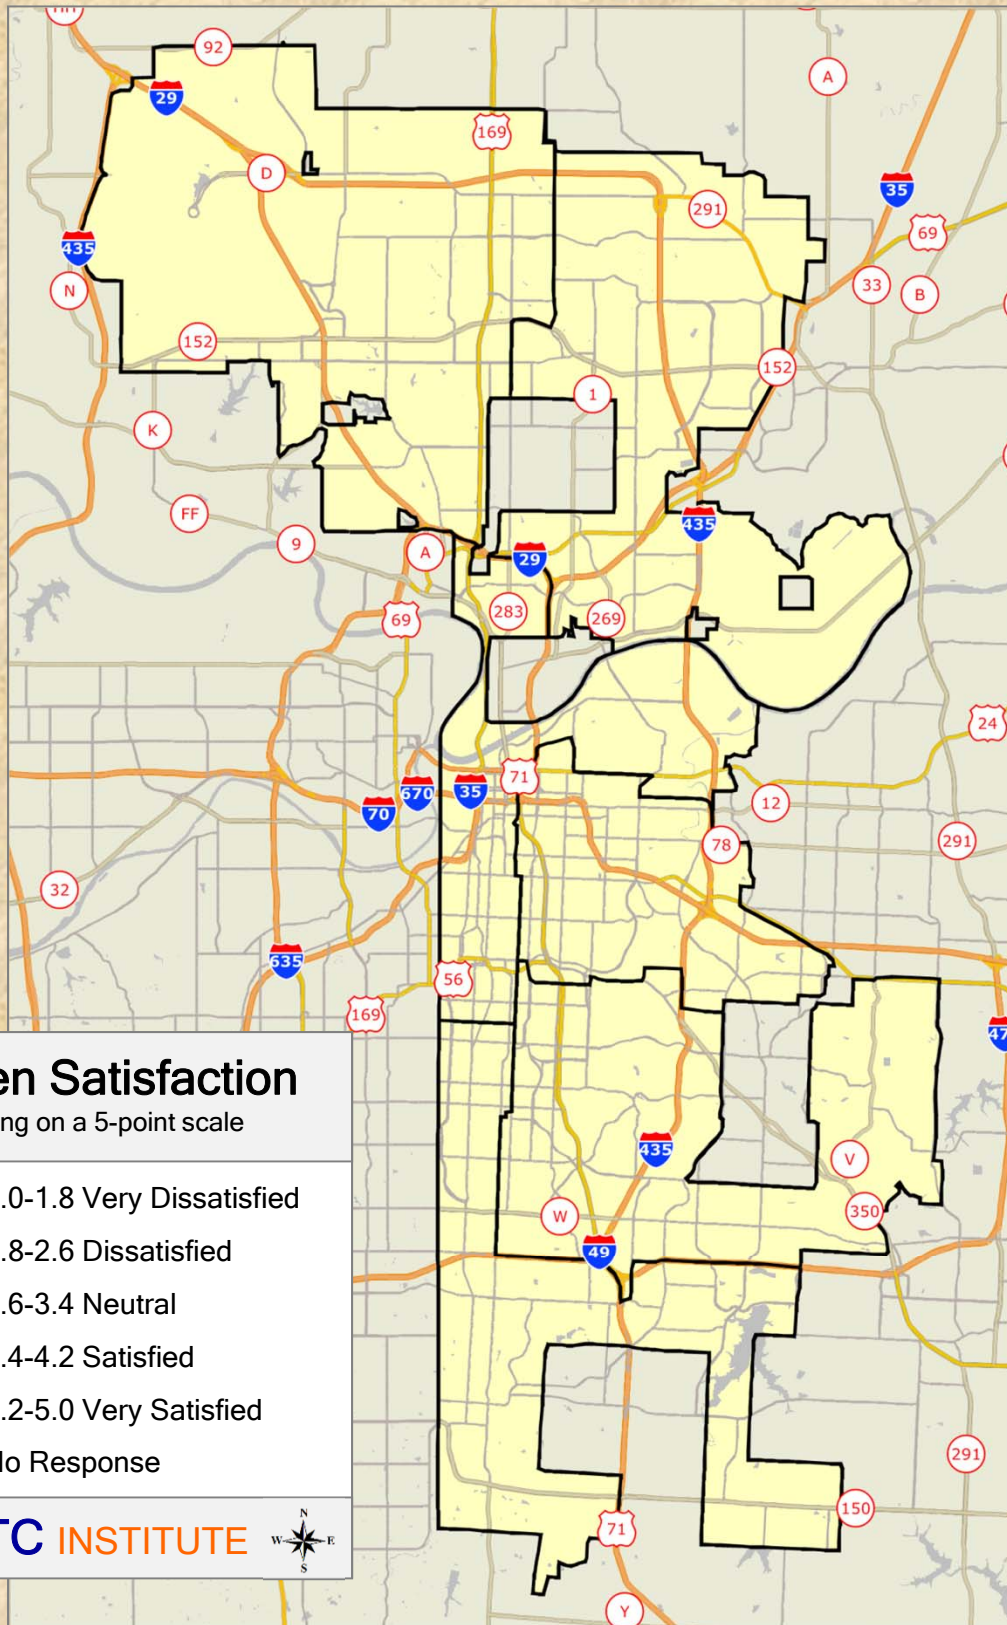 92
A
29
169
D
291
35
69
435
N
33
B
152
152
1
K
FF
9
435
A
29
283
269
69
24
71
670
35
12
70
78
291
32
635
56
169
47
en Satisfaction
ng on a 5-point scale
.0-1.8 Very Dissatisfied
.8-2.6 Dissatisfied
.6-3.4 Neutral
.4-4.2 Satisfied
.2-5.0 Very Satisfied
lo Response
TC INSTITUTE
N
W E
S
435
V
350
W
49
291
150
71
Y